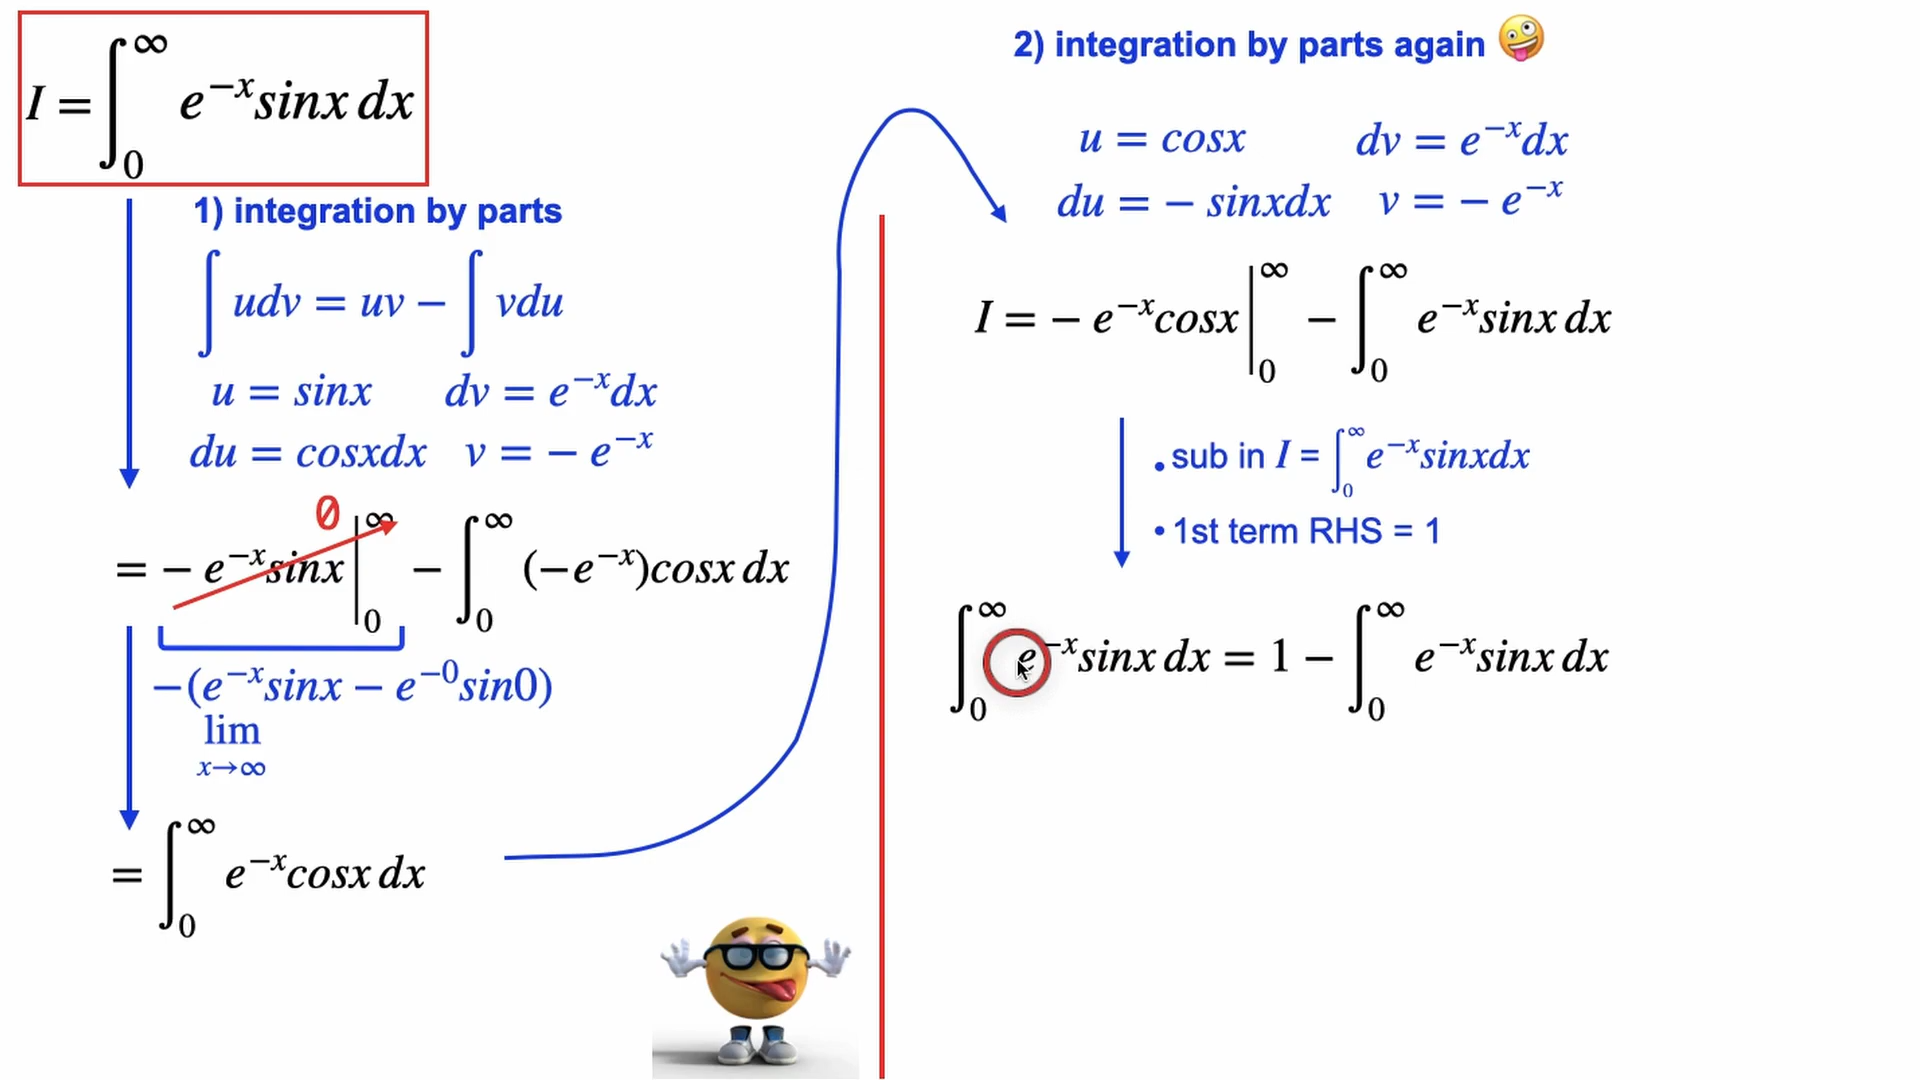 I = ∫₀^∞ e^{−x}sinx dx
1) integration by parts
∫ udv = uv − ∫ vdu
u = sinx dv = e^{−x}dx
du = cosxdx v = − e^{−x}
0
= − e^{−x}sinx |₀^∞ − ∫₀^∞ (−e^{−x})cosx dx
−(e^{−x}sinx − e^{−0}sin0)
lim
x→∞
= ∫₀^∞ e^{−x}cosx dx
2) integration by parts again 🤪
u = cosx dv = e^{−x}dx
du = − sinxdx v = − e^{−x}
I = − e^{−x}cosx |₀^∞ − ∫₀^∞ e^{−x}sinx dx
• sub in I = ∫₀^∞ e^{−x}sinxdx
• 1st term RHS = 1
∫₀^∞ e^{−x}sinx dx = 1 − ∫₀^∞ e^{−x}sinx dx